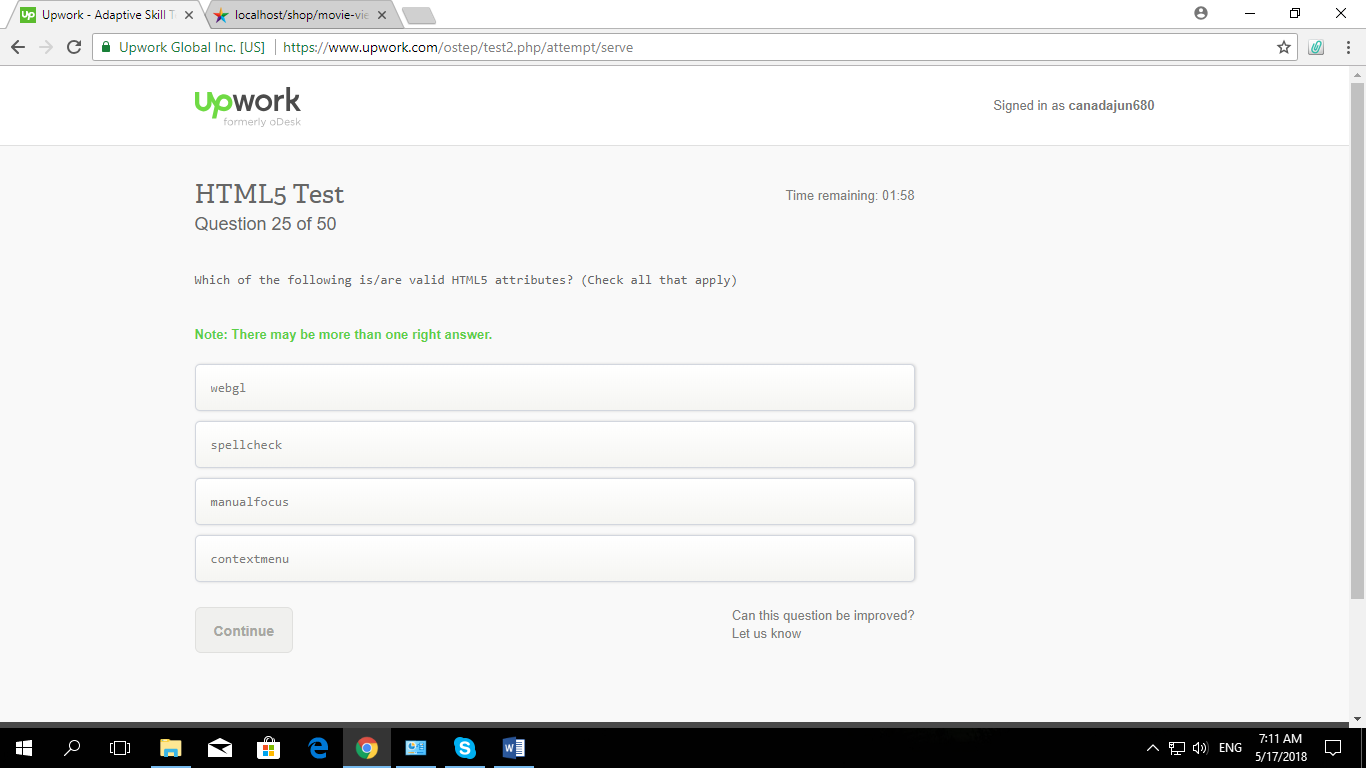 Upwork - Adaptive Skill T
localhost/shop/movie-vie
Upwork Global Inc. [US] https://www.upwork.com/ostep/test2.php/attempt/serve
upwork
formerly oDesk
Signed in as canadajun680
HTML5 Test
Time remaining: 01:58
Question 25 of 50
Which of the following is/are valid HTML5 attributes? (Check all that apply)
Note: There may be more than one right answer.
webgl
spellcheck
manualfocus
contextmenu
Continue
Can this question be improved?
Let us know
ENG
7:11 AM
5/17/2018